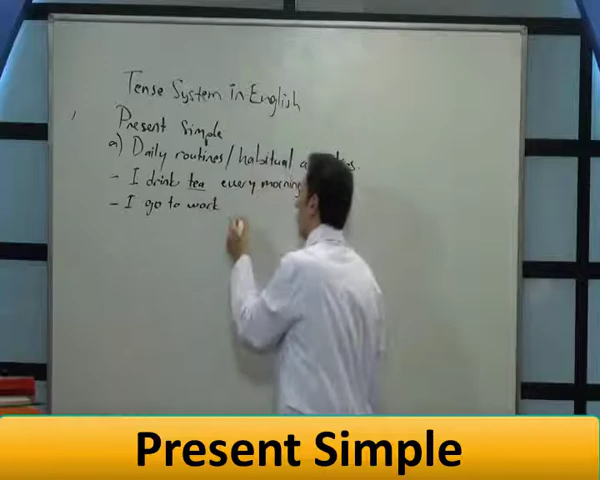 Tense System in English
Present Simple
a) Daily routines/habitual
- I drink tea every morning
- I go to work
Present Simple